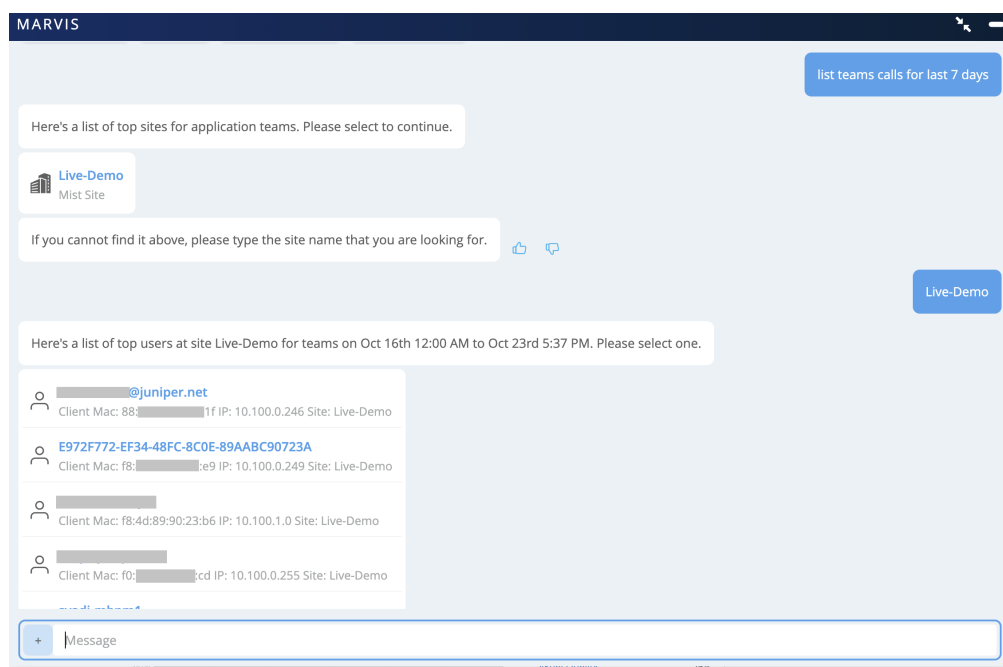 MARVIS
list teams calls for last 7 days
Here's a list of top sites for application teams. Please select to continue.
Live-Demo
Mist Site
If you cannot find it above, please type the site name that you are looking for.
Live-Demo
Here's a list of top users at site Live-Demo for teams on Oct 16th 12:00 AM to Oct 23rd 5:37 PM. Please select one.
@juniper.net
Client Mac: 88: 1f IP: 10.100.0.246 Site: Live-Demo
E972F772-EF34-48FC-8C0E-89AABC90723A
Client Mac: f8: :e9 IP: 10.100.0.249 Site: Live-Demo
Client Mac: f8:4d:89:90:23:b6 IP: 10.100.1.0 Site: Live-Demo
Client Mac: f0: :cd IP: 10.100.0.255 Site: Live-Demo
+ Message